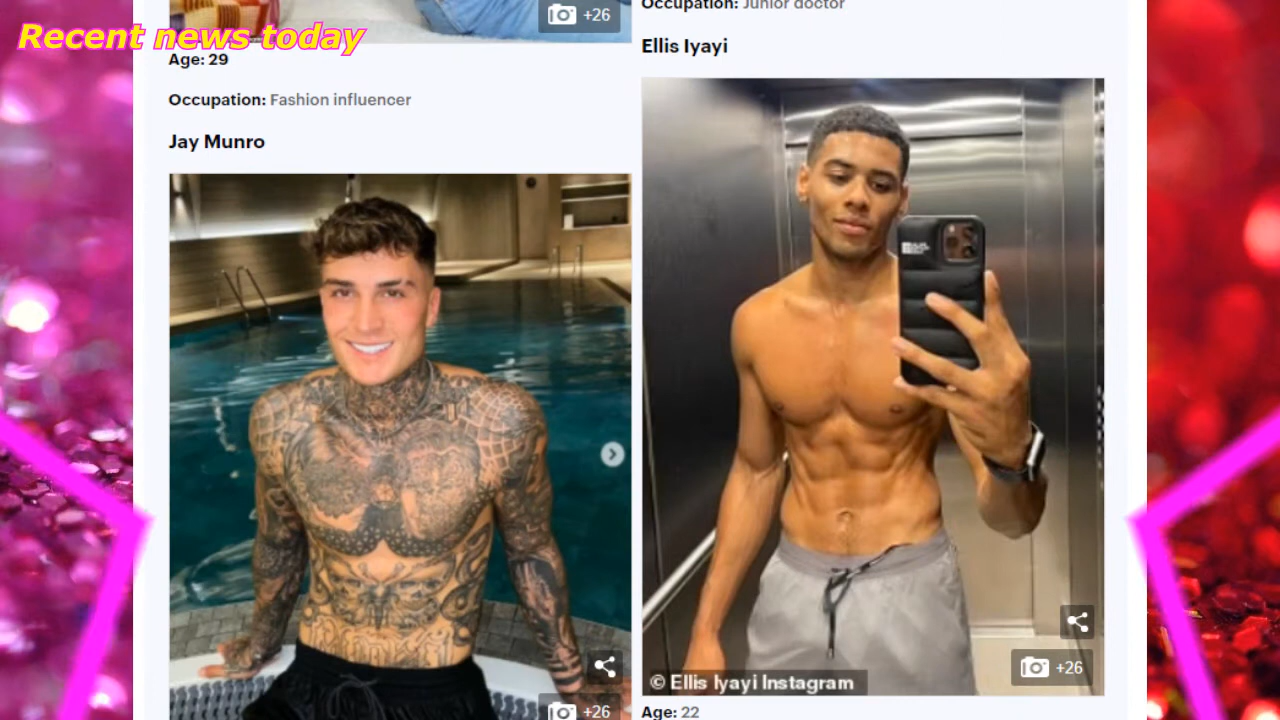 Recent news today
+26
Age: 29
Occupation: Fashion influencer
Jay Munro
+26
Occupation: Junior doctor
Ellis Iyayi
+26
© Ellis Iyayi Instagram
Age: 22